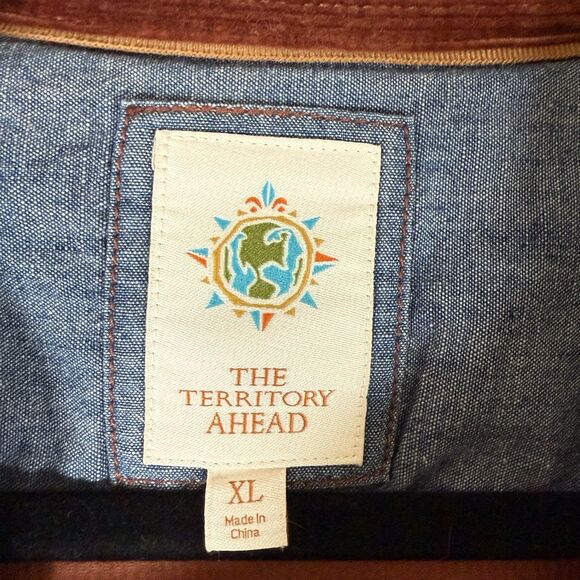 THE
TERRITORY
AHEAD
XL
Made in
China